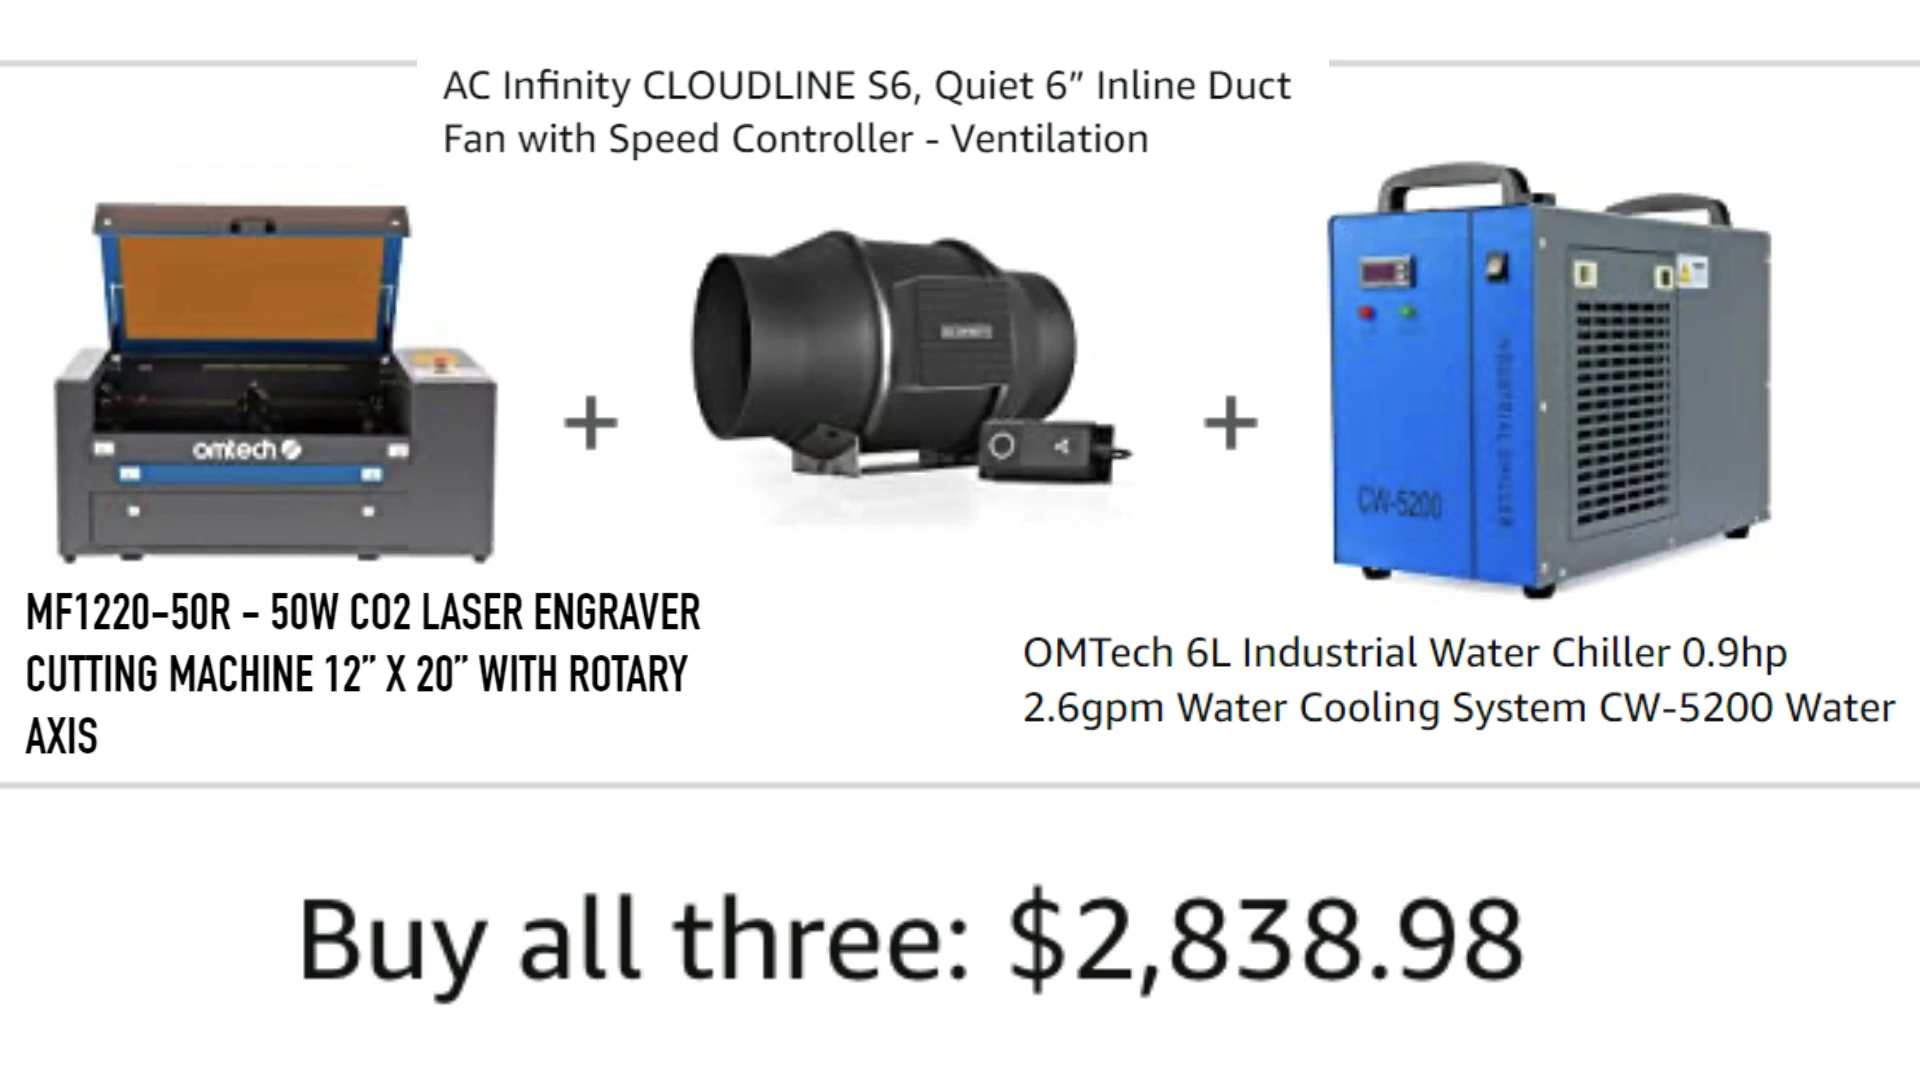 AC Infinity CLOUDLINE S6, Quiet 6” Inline Duct
Fan with Speed Controller - Ventilation
omtech
CW-5200
MF1220-50R - 50W CO2 LASER ENGRAVER
CUTTING MACHINE 12” X 20” WITH ROTARY
AXIS
OMTech 6L Industrial Water Chiller 0.9hp
2.6gpm Water Cooling System CW-5200 Water
Buy all three: $2,838.98